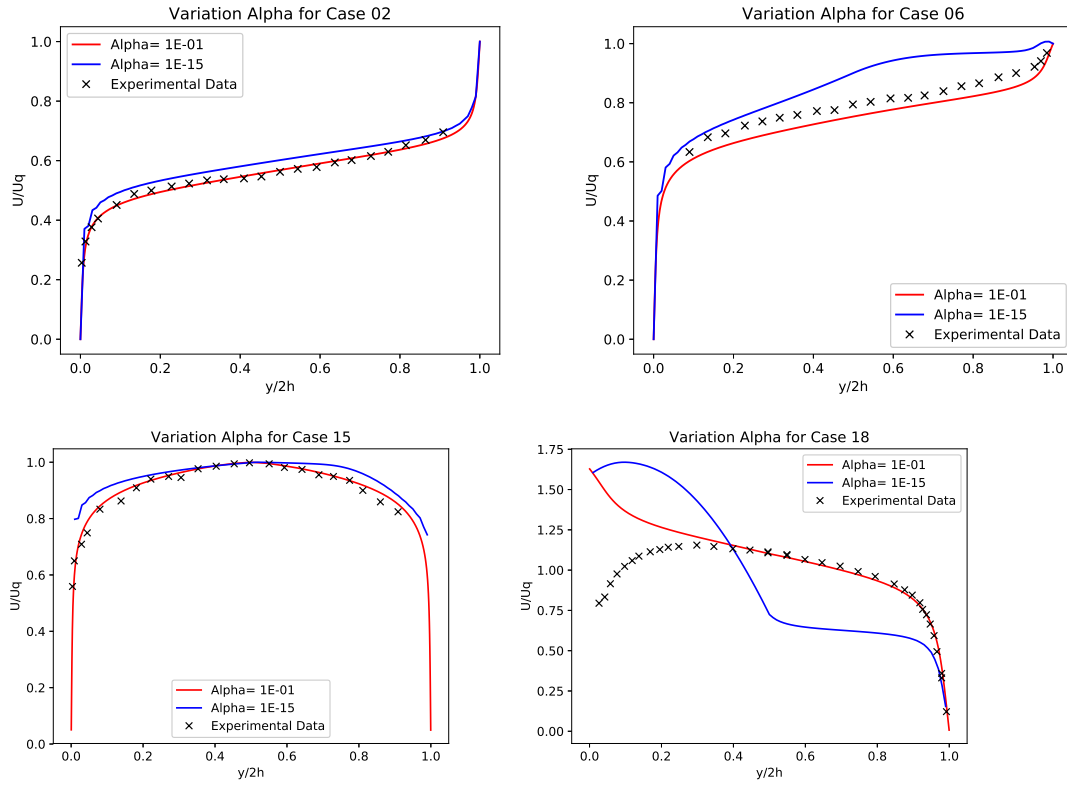 Variation Alpha for Case 02
1.0
0.8
0.6
0.4
0.2
0.0
U/Uq
Alpha= 1E-01
Alpha= 1E-15
Experimental Data
0.0 0.2 0.4 0.6 0.8 1.0
y/2h
Variation Alpha for Case 06
1.0
0.8
0.6
0.4
0.2
0.0
U/Uq
Alpha= 1E-01
Alpha= 1E-15
Experimental Data
0.0 0.2 0.4 0.6 0.8 1.0
y/2h
Variation Alpha for Case 15
1.0
0.8
0.6
0.4
0.2
0.0
U/Uq
Alpha= 1E-01
Alpha= 1E-15
Experimental Data
0.0 0.2 0.4 0.6 0.8 1.0
y/2h
Variation Alpha for Case 18
1.75
1.50
1.25
1.00
0.75
0.50
0.25
0.00
U/Uq
Alpha= 1E-01
Alpha= 1E-15
Experimental Data
0.0 0.2 0.4 0.6 0.8 1.0
y/2h